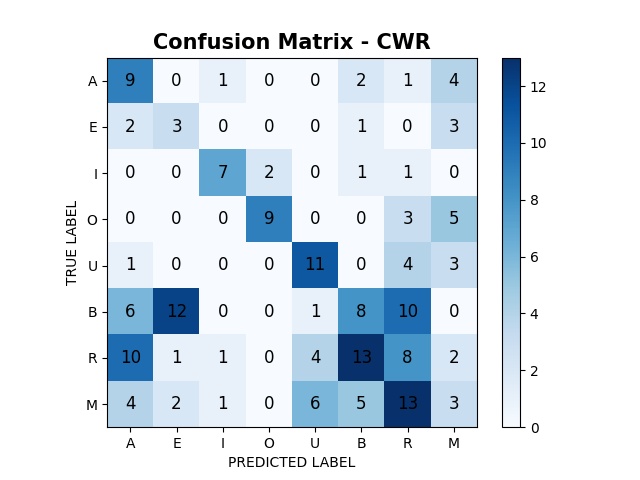 Confusion Matrix - CWR
A 9 0 1 0 0 2 1 4
E 2 3 0 0 0 1 0 3
I 0 0 7 2 0 1 1 0
O 0 0 0 9 0 0 3 5
U 1 0 0 0 11 0 4 3
B 6 12 0 0 1 8 10 0
R 10 1 1 0 4 13 8 2
M 4 2 1 0 6 5 13 3
A E I O U B R M
PREDICTED LABEL
TRUE LABEL
12
10
8
6
4
2
0